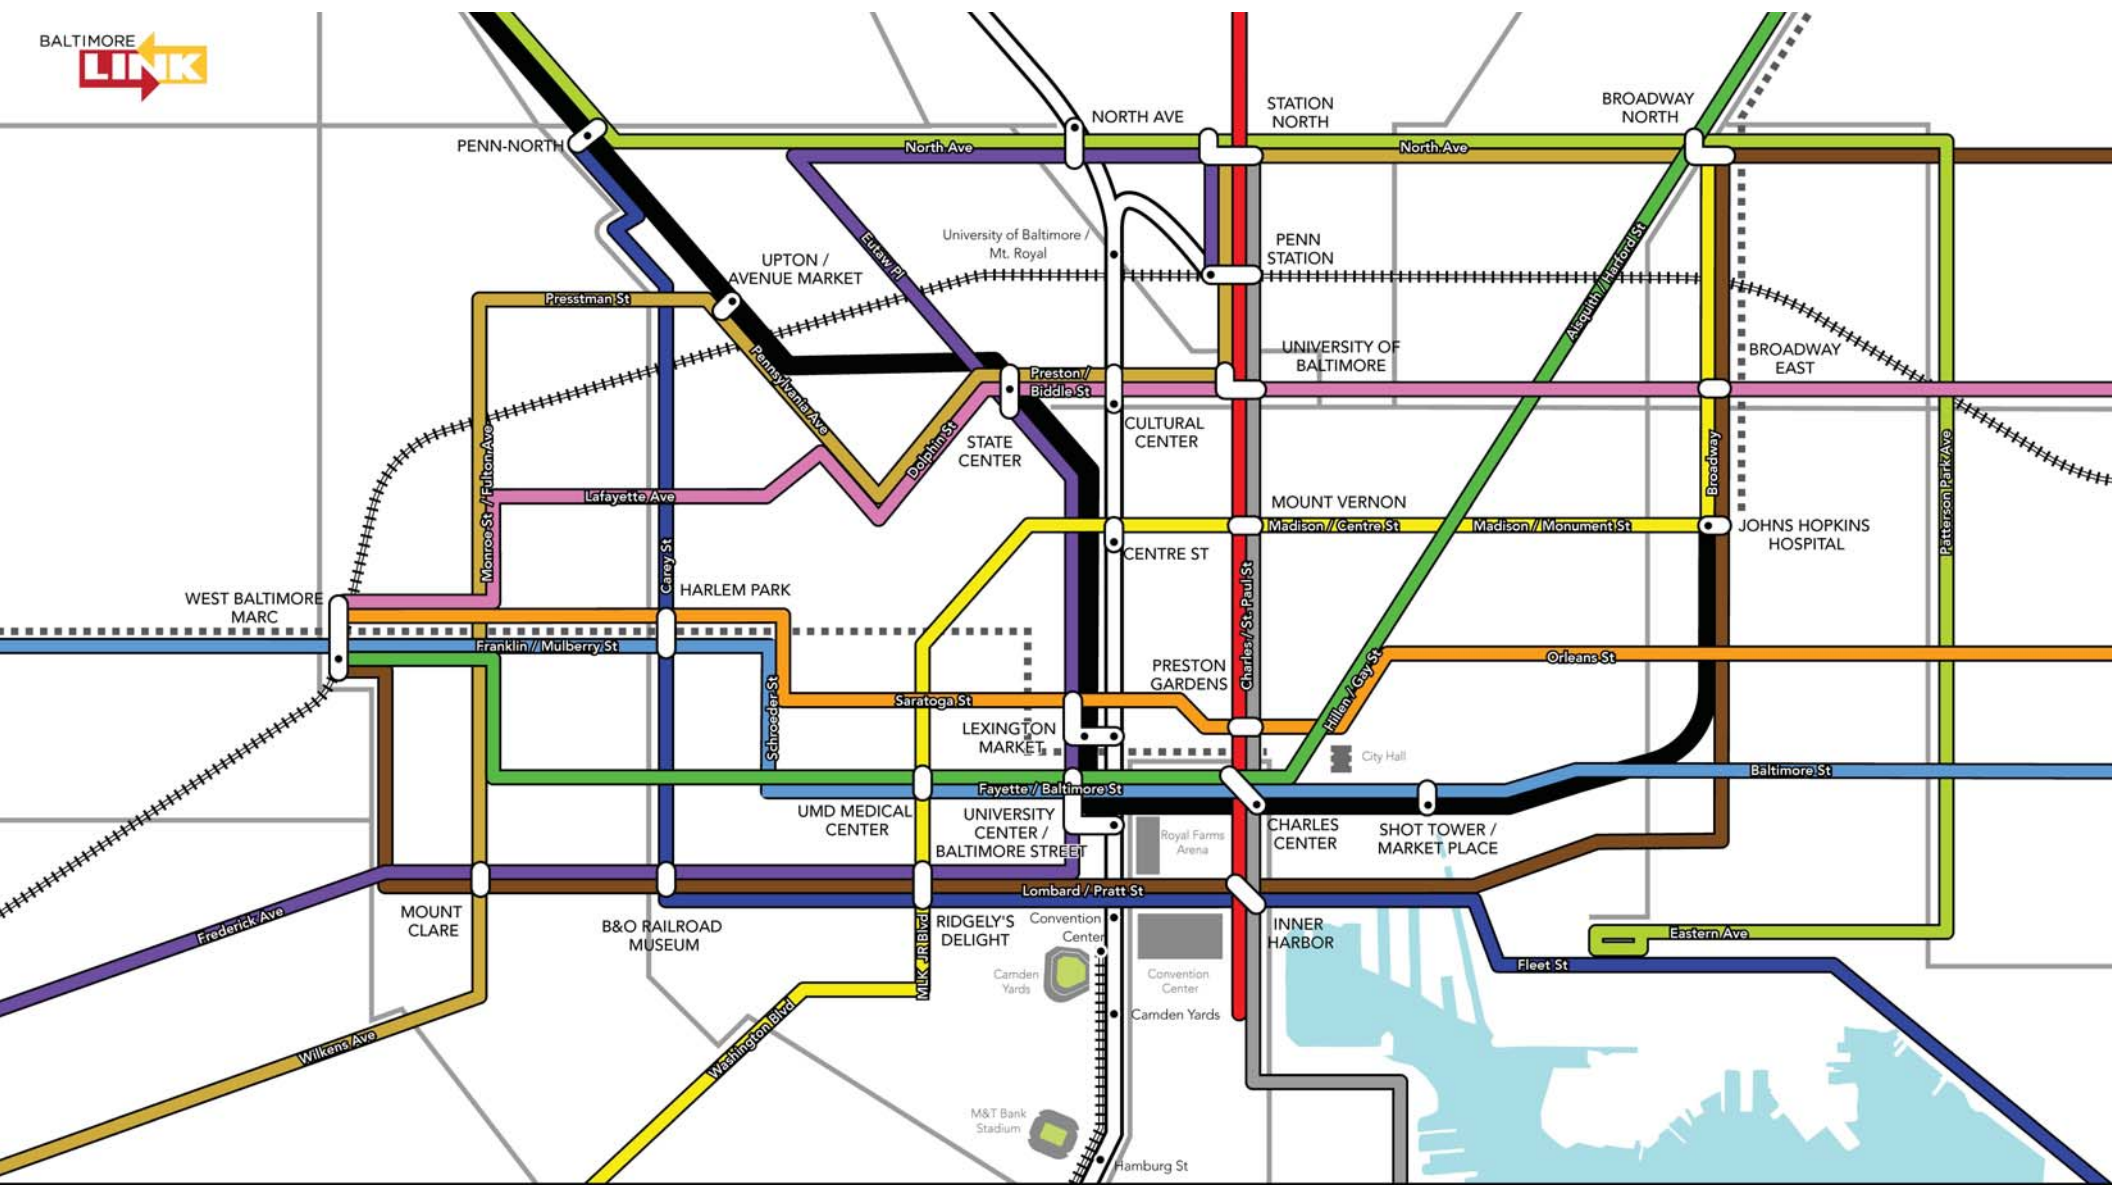 BALTIMORE
LINK
NORTH AVE
STATION
NORTH
BROADWAY
NORTH
PENN-NORTH
North Ave
North Ave
University of Baltimore /
Mt. Royal
PENN
STATION
UPTON /
AVENUE MARKET
Eutaw Pl
Aisquith / Harford St
Presstman St
Pennsylvania Ave
UNIVERSITY OF
BALTIMORE
BROADWAY
EAST
Preston /
Biddle St
CULTURAL
CENTER
STATE
CENTER
Dolphin St
Monroe St / Fulton Ave
Lafayette Ave
Broadway
Patterson Park Ave
MOUNT VERNON
Madison / Centre St
Madison / Monument St
JOHNS HOPKINS
HOSPITAL
CENTRE ST
Carey St
HARLEM PARK
WEST BALTIMORE
MARC
Franklin / Mulberry St
Charles / St. Paul St
PRESTON
GARDENS
Orleans St
Hillen / Gay St
Schroeder St
Saratoga St
LEXINGTON
MARKET
City Hall
Baltimore St
Fayette / Baltimore St
UMD MEDICAL
CENTER
UNIVERSITY
CENTER /
BALTIMORE STREET
Royal Farms
Arena
CHARLES
CENTER
SHOT TOWER /
MARKET PLACE
Lombard / Pratt St
MOUNT
CLARE
B&O RAILROAD
MUSEUM
RIDGELY'S
DELIGHT
Convention
Center
INNER
HARBOR
Frederick Ave
MLK JR Blvd
Eastern Ave
Fleet St
Camden
Yards
Convention
Center
Camden Yards
Wilkens Ave
Washington Blvd
M&T Bank
Stadium
Hamburg St